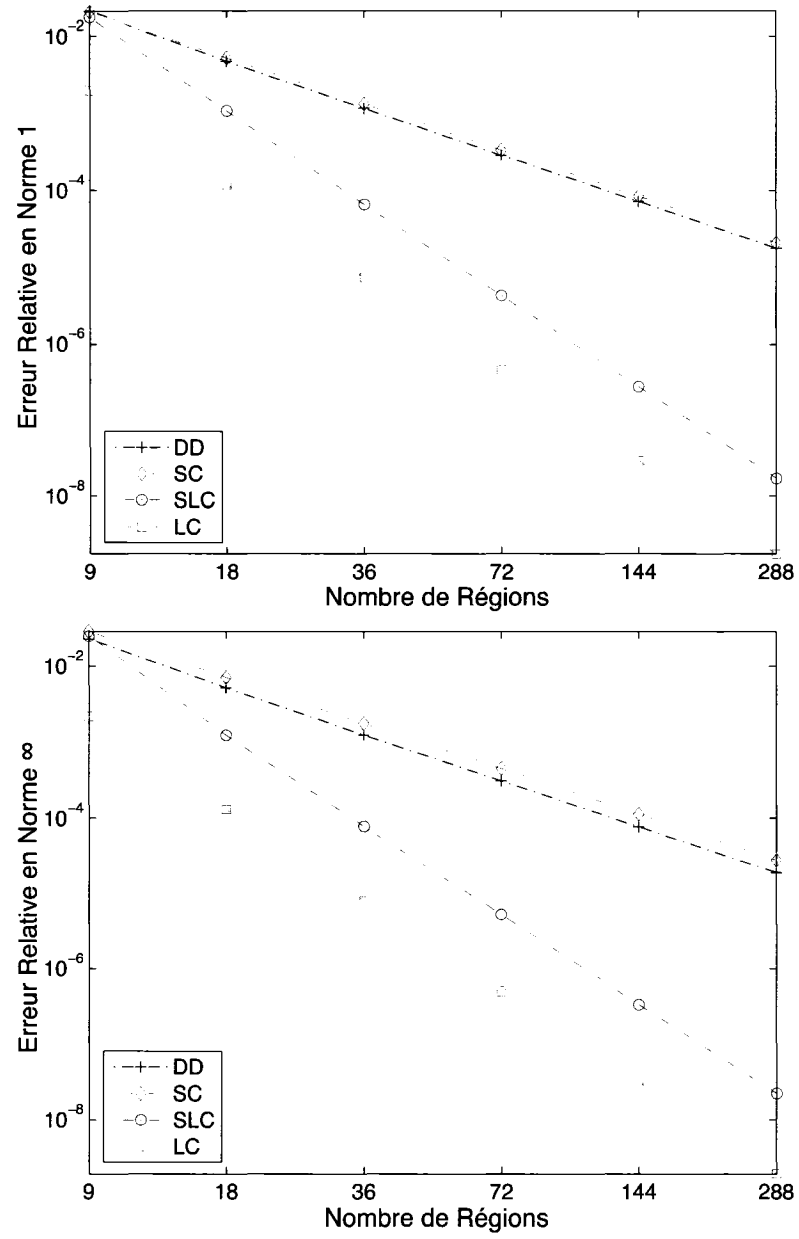 10⁻²
10⁻⁴
10⁻⁶
10⁻⁸
Erreur Relative en Norme 1
DD
SC
SLC
LC
9 18 36 72 144 288
Nombre de Régions
10⁻²
10⁻⁴
10⁻⁶
10⁻⁸
Erreur Relative en Norme ∞
DD
SC
SLC
LC
9 18 36 72 144 288
Nombre de Régions